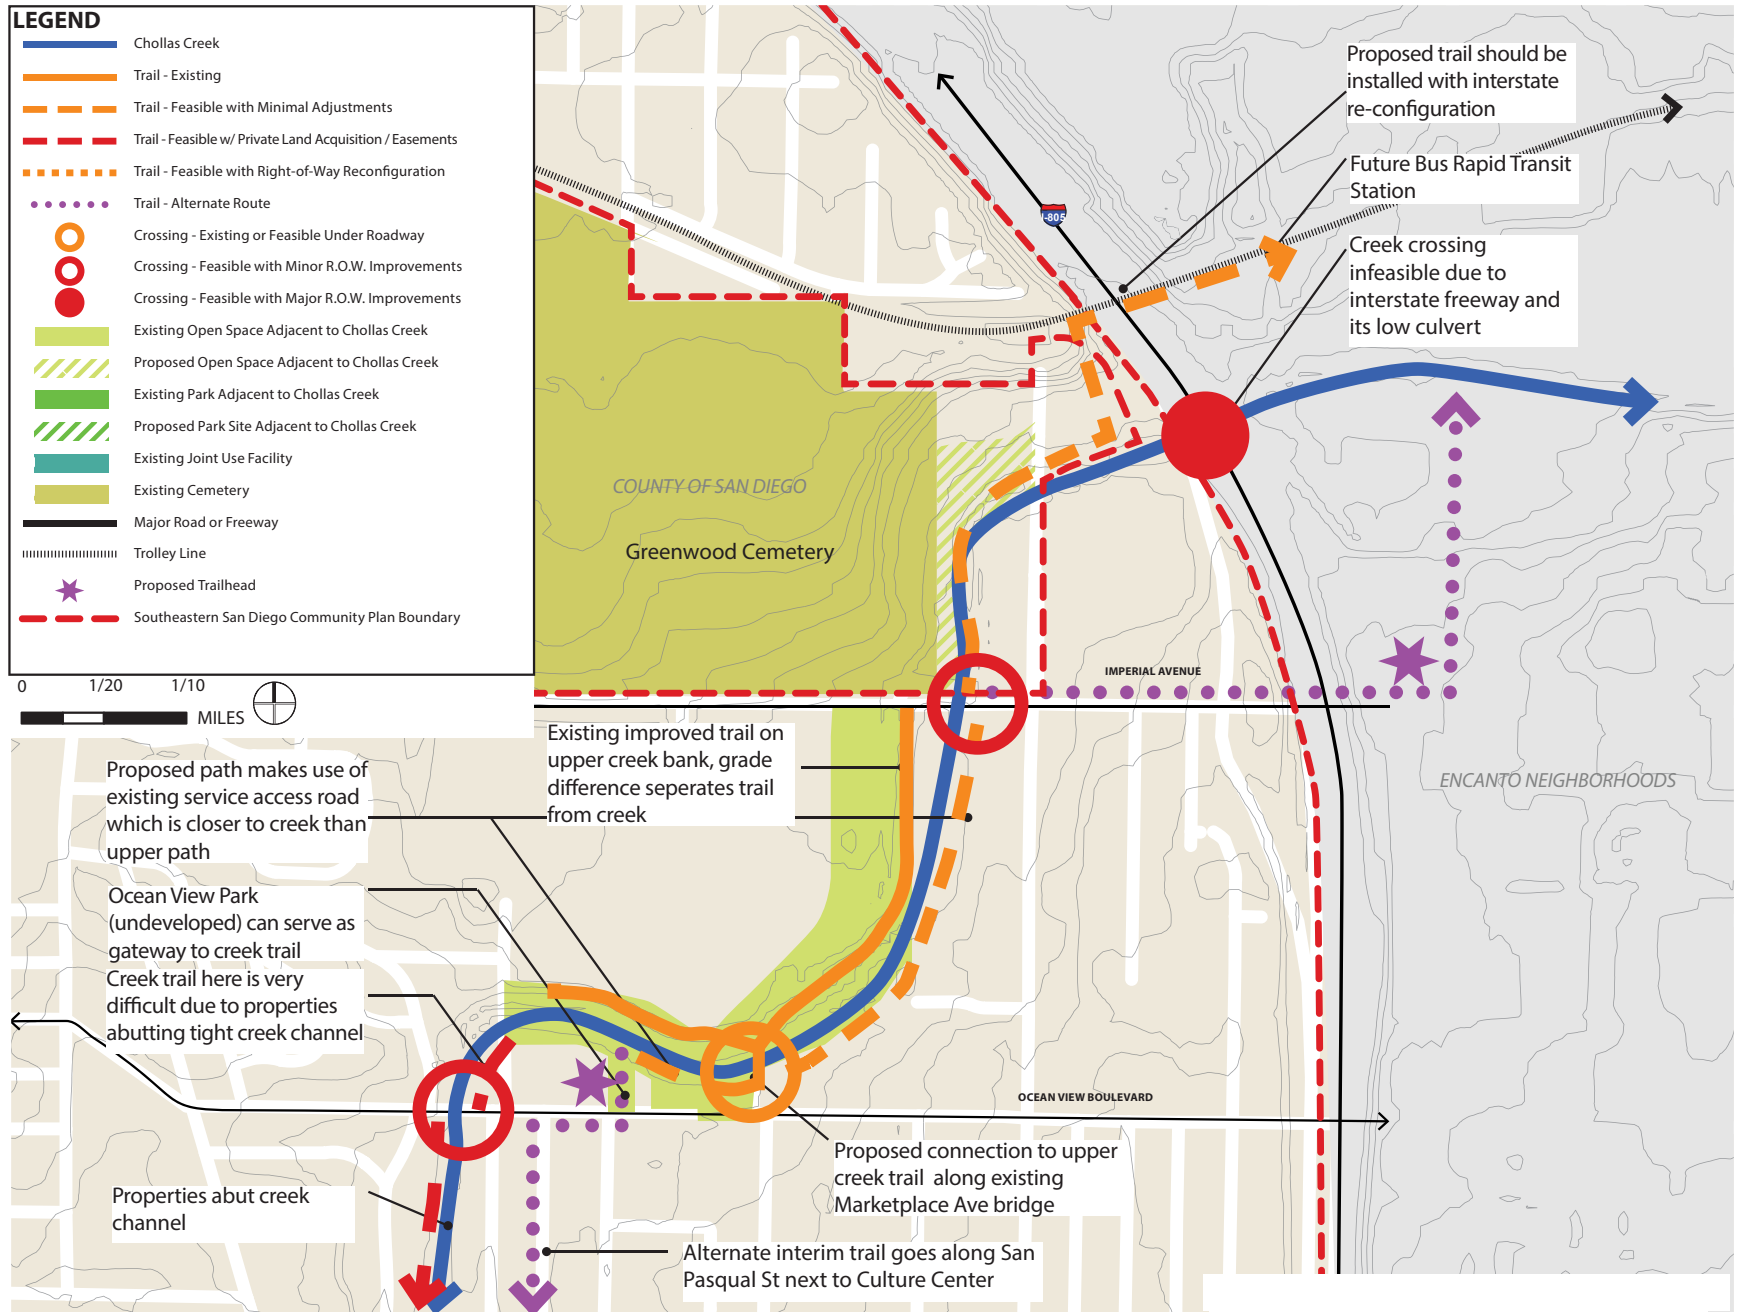 LEGEND
Chollas Creek
Trail - Existing
Trail - Feasible with Minimal Adjustments
Trail - Feasible w/ Private Land Acquisition / Easements
Trail - Feasible with Right-of-Way Reconfiguration
Trail - Alternate Route
Crossing - Existing or Feasible Under Roadway
Crossing - Feasible with Minor R.O.W. Improvements
Crossing - Feasible with Major R.O.W. Improvements
Existing Open Space Adjacent to Chollas Creek
Proposed Open Space Adjacent to Chollas Creek
Existing Park Adjacent to Chollas Creek
Proposed Park Site Adjacent to Chollas Creek
Existing Joint Use Facility
Existing Cemetery
Major Road or Freeway
Trolley Line
Proposed Trailhead
Southeastern San Diego Community Plan Boundary
0 1/20 1/10
MILES
Proposed trail should be
installed with interstate
re-configuration
Future Bus Rapid Transit
Station
Creek crossing
infeasible due to
interstate freeway and
its low culvert
I-805
COUNTY OF SAN DIEGO
Greenwood Cemetery
IMPERIAL AVENUE
ENCANTO NEIGHBORHOODS
Existing improved trail on
upper creek bank, grade
difference seperates trail
from creek
Proposed path makes use of
existing service access road
which is closer to creek than
upper path
Ocean View Park
(undeveloped) can serve as
gateway to creek trail
Creek trail here is very
difficult due to properties
abutting tight creek channel
OCEAN VIEW BOULEVARD
Proposed connection to upper
creek trail along existing
Marketplace Ave bridge
Properties abut creek
channel
Alternate interim trail goes along San
Pasqual St next to Culture Center